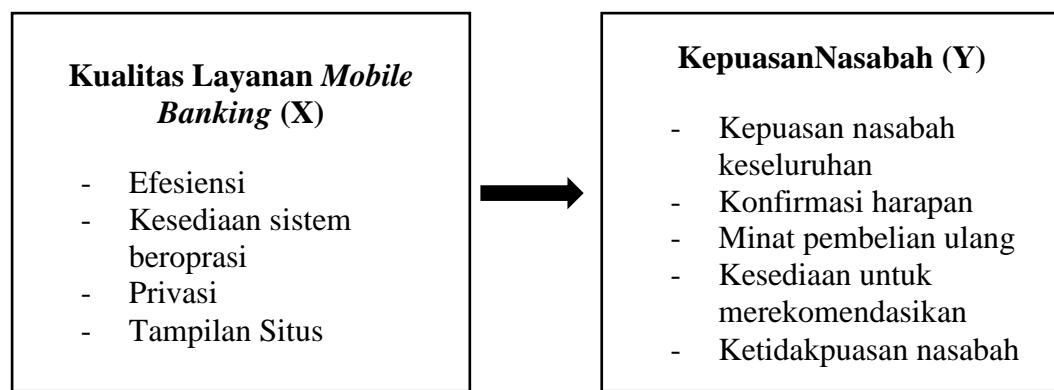 Kualitas Layanan Mobile
Banking (X)
- Efesiensi
- Kesediaan sistem
beroprasi
- Privasi
- Tampilan Situs
KepuasanNasabah (Y)
- Kepuasan nasabah
keseluruhan
- Konfirmasi harapan
- Minat pembelian ulang
- Kesediaan untuk
merekomendasikan
- Ketidakpuasan nasabah